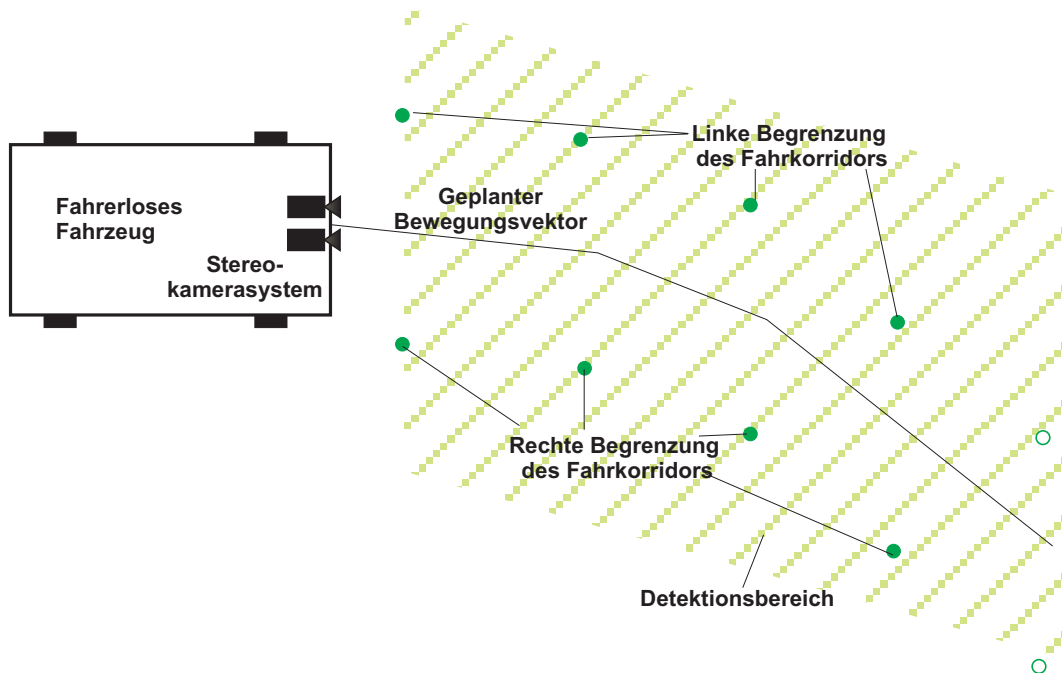 Linke Begrenzung
des Fahrkorridors
Geplanter
Bewegungsvektor
Fahrerloses
Fahrzeug
Stereo-
kamerasystem
Rechte Begrenzung
des Fahrkorridors
Detektionsbereich